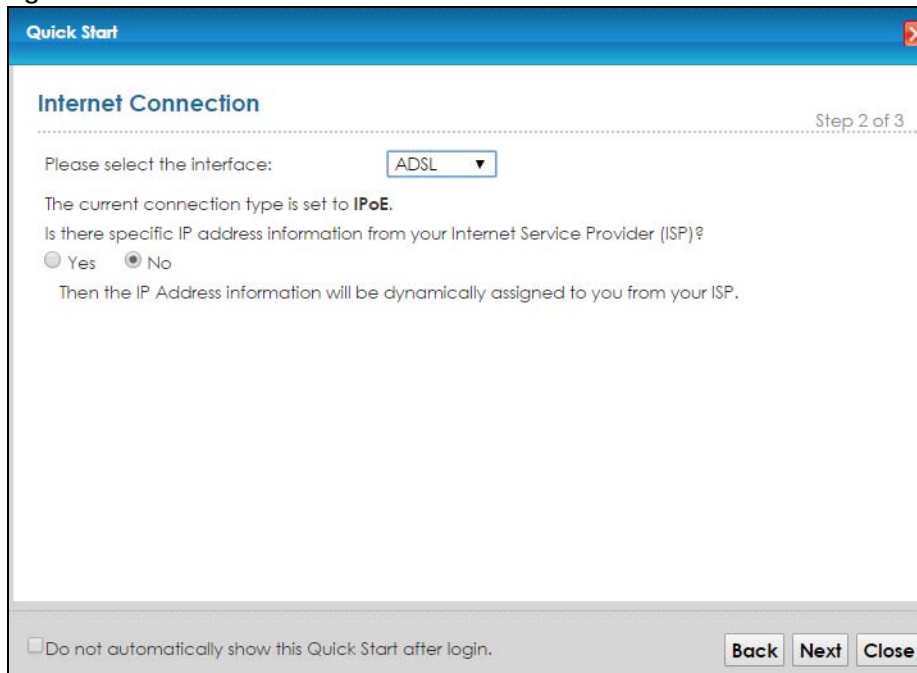 Quick Start
Internet Connection
Step 2 of 3
Please select the interface: ADSL
The current connection type is set to IPoE.
Is there specific IP address information from your Internet Service Provider (ISP)?
Yes No
Then the IP Address information will be dynamically assigned to you from your ISP.
Do not automatically show this Quick Start after login. Back Next Close